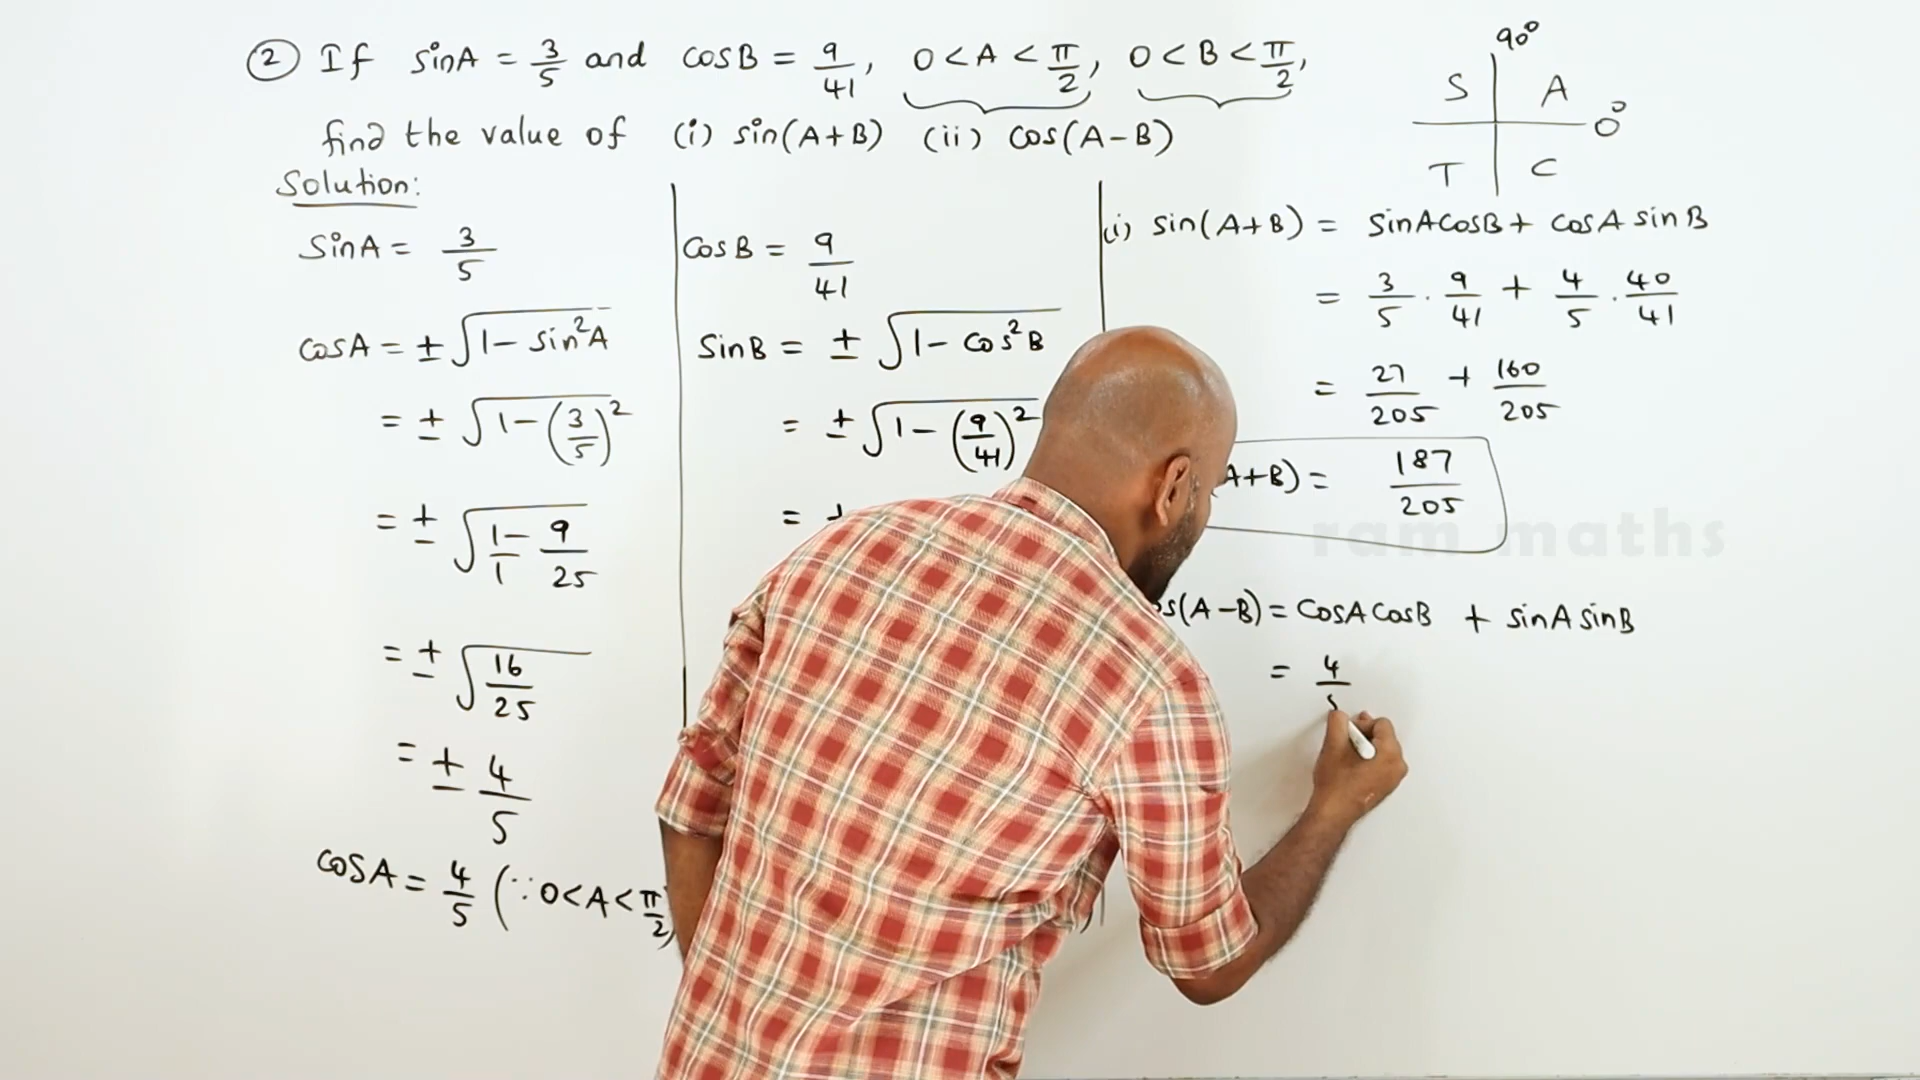 ② If sinA = 3/5 and cosB = 9/41, 0 < A < π/2, 0 < B < π/2,
find the value of (i) sin(A+B) (ii) cos(A-B)
90°
S A
0°
T C
Solution:
sinA = 3/5
cosA = ± √1 - sin²A
= ± √1 - (3/5)²
= ± √1/1 - 9/25
= ± √16/25
= ± 4/5
cosA = 4/5 (∵ 0 < A < π/2)
cosB = 9/41
sinB = ± √1 - cos²B
= ± √1 - (9/41)²
= ±
(i) sin(A+B) = sinAcosB + cosA sinB
= 3/5 . 9/41 + 4/5 . 40/41
= 27/205 + 160/205
(A+B) = 187/205
ram maths
os(A-B) = cosA cosB + sinA sinB
= 4/5